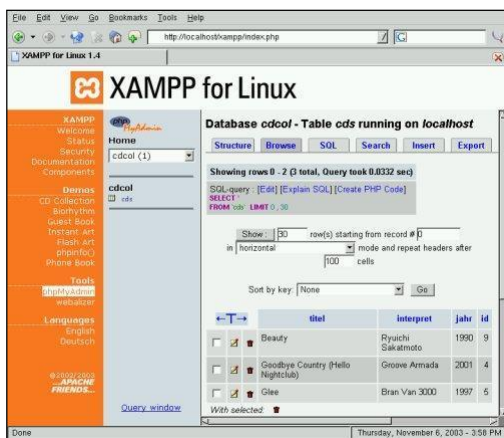 File Edit View Go Bookmarks Tools Help
http://localhost/xampp/index.php
XAMPP for Linux 1.4
XAMPP for Linux
XAMPP
Welcome
Status
Security
Documentation
Components
Demos
CD Collection
Biorhythm
Guest Book
Instant Art
Flash Art
phpinfo()
Phone Book
Tools
phpMyAdmin
webalizer
Languages
English
Deutsch
©2002/2003
...APACHE
FRIENDS...
php
MyAdmin
Home
cdcol (1)
cdcol
cds
Query window
Database cdcol - Table cds running on localhost
Structure Browse SQL Search Insert Export
Showing rows 0 - 2 (3 total, Query took 0.0332 sec)
SQL-query : [Edit] [Explain SQL] [Create PHP Code]
SELECT *
FROM `cds` LIMIT 0 , 30
Show : 30 row(s) starting from record # 0
in horizontal mode and repeat headers after
100 cells
Sort by key: None Go
←T→ titel interpret jahr id
Beauty Ryuichi Sakatmoto 1990 9
Goodbye Country (Hello Nightclub) Groove Armada 2001 4
Glee Bran Van 3000 1997 5
With selected:
Done Thursday, November 6, 2003 - 3:58 PM